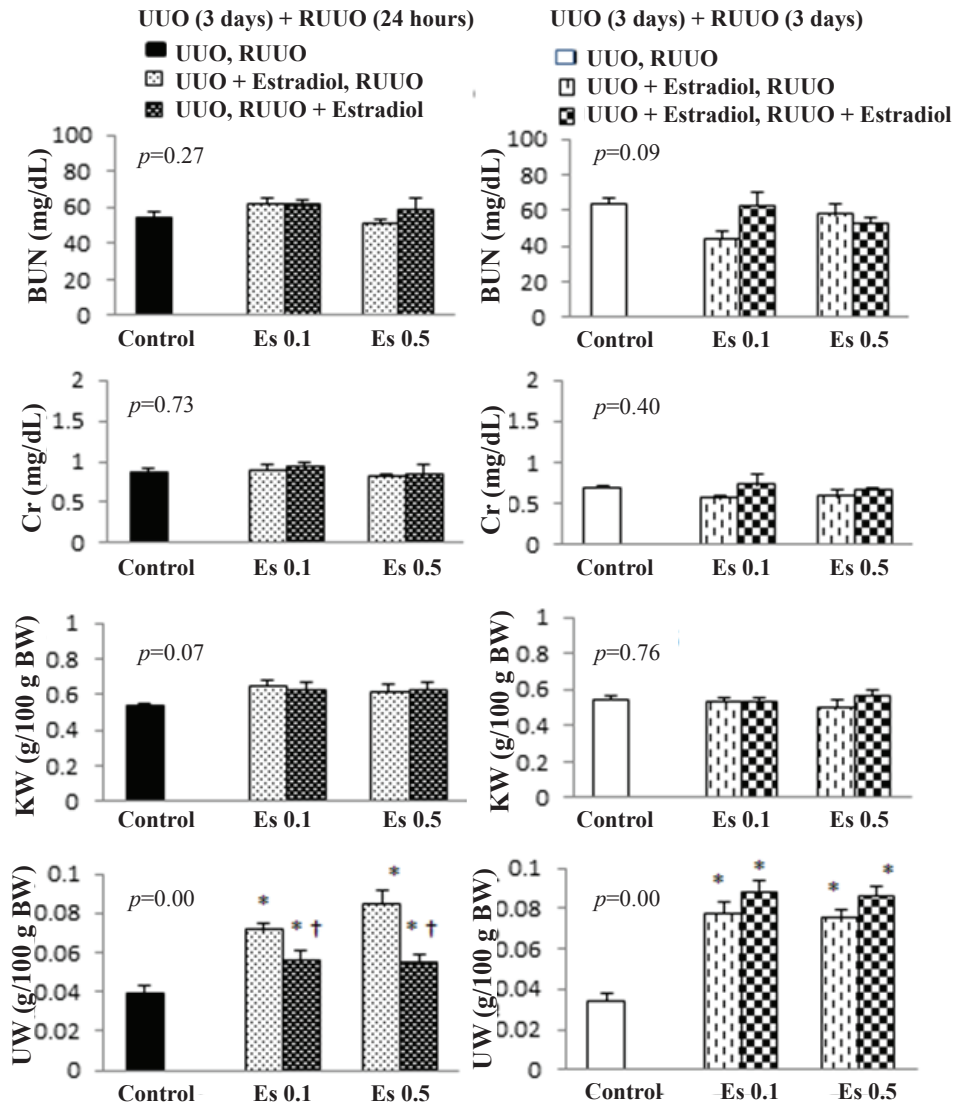 UUO (3 days) + RUUO (24 hours)
UUO, RUUO
UUO + Estradiol, RUUO
UUO, RUUO + Estradiol
UUO (3 days) + RUUO (3 days)
UUO, RUUO
UUO + Estradiol, RUUO
UUO + Estradiol, RUUO + Estradiol
BUN (mg/dL)
100
80
60
40
20
0
p=0.27
Control Es 0.1 Es 0.5
BUN (mg/dL)
100
80
60
40
20
0
p=0.09
Control Es 0.1 Es 0.5
Cr (mg/dL)
2
1.5
1
0.5
0
p=0.73
Control Es 0.1 Es 0.5
Cr (mg/dL)
2
1.5
1
0.5
0
p=0.40
Control Es 0.1 Es 0.5
KW (g/100 g BW)
1
0.8
0.6
0.4
0.2
0
p=0.07
Control Es 0.1 Es 0.5
KW (g/100 g BW)
1
0.8
0.6
0.4
0.2
0
p=0.76
Control Es 0.1 Es 0.5
UW (g/100 g BW)
0.1
0.08
0.06
0.04
0.02
0
p=0.00
* * † * * †
Control Es 0.1 Es 0.5
UW (g/100 g BW)
0.1
0.08
0.06
0.04
0.02
0
p=0.00
* * * *
Control Es 0.1 Es 0.5